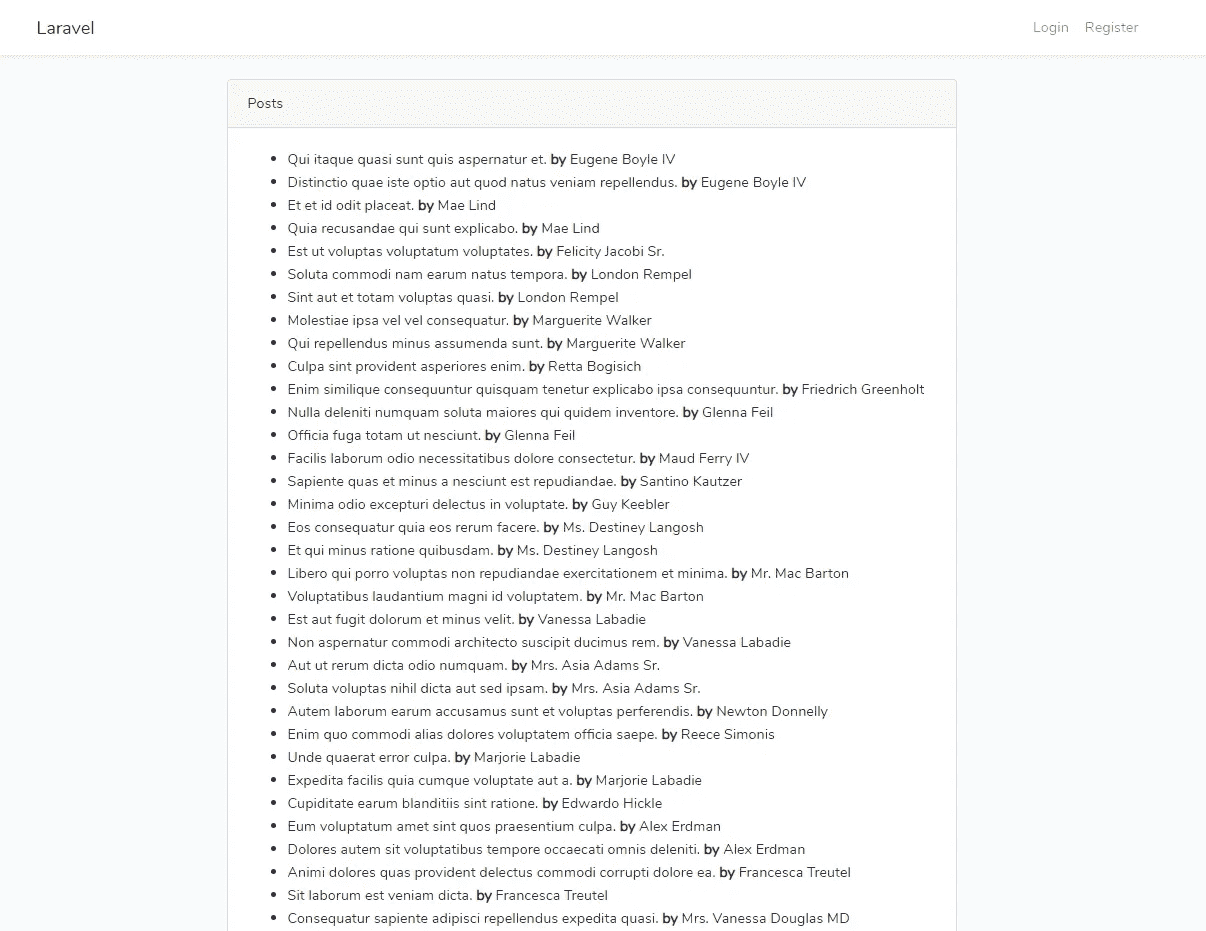 Laravel
Login Register
Posts
Qui itaque quasi sunt quis aspernatur et. by Eugene Boyle IV
Distinctio quae iste optio aut quod natus veniam repellendus. by Eugene Boyle IV
Et et id odit placeat. by Mae Lind
Quia recusandae qui sunt explicabo. by Mae Lind
Est ut voluptas voluptatum voluptates. by Felicity Jacobi Sr.
Soluta commodi nam earum natus tempora. by London Rempel
Sint aut et totam voluptas quasi. by London Rempel
Molestiae ipsa vel vel consequatur. by Marguerite Walker
Qui repellendus minus assumenda sunt. by Marguerite Walker
Culpa sint provident asperiores enim. by Retta Bogisich
Enim similique consequuntur quisquam tenetur explicabo ipsa consequuntur. by Friedrich Greenholt
Nulla deleniti numquam soluta maiores qui quidem inventore. by Glenna Feil
Officia fuga totam ut nesciunt. by Glenna Feil
Facilis laborum odio necessitatibus dolore consectetur. by Maud Ferry IV
Sapiente quas et minus a nesciunt est repudiandae. by Santino Kautzer
Minima odio excepturi delectus in voluptate. by Guy Keebler
Eos consequatur quia eos rerum facere. by Ms. Destiney Langosh
Et qui minus ratione quibusdam. by Ms. Destiney Langosh
Libero qui porro voluptas non repudiandae exercitationem et minima. by Mr. Mac Barton
Voluptatibus laudantium magni id voluptatem. by Mr. Mac Barton
Est aut fugit dolorum et minus velit. by Vanessa Labadie
Non aspernatur commodi architecto suscipit ducimus rem. by Vanessa Labadie
Aut ut rerum dicta odio numquam. by Mrs. Asia Adams Sr.
Soluta voluptas nihil dicta aut sed ipsam. by Mrs. Asia Adams Sr.
Autem laborum earum accusamus sunt et voluptas perferendis. by Newton Donnelly
Enim quo commodi alias dolores voluptatem officia saepe. by Reece Simonis
Unde quaerat error culpa. by Marjorie Labadie
Expedita facilis quia cumque voluptate aut a. by Marjorie Labadie
Cupiditate earum blanditiis sint ratione. by Edwardo Hickle
Eum voluptatum amet sint quos praesentium culpa. by Alex Erdman
Dolores autem sit voluptatibus tempore occaecati omnis deleniti. by Alex Erdman
Animi dolores quas provident delectus commodi corrupti dolore ea. by Francesca Treutel
Sit laborum est veniam dicta. by Francesca Treutel
Consequatur sapiente adipisci repellendus expedita quasi. by Mrs. Vanessa Douglas MD